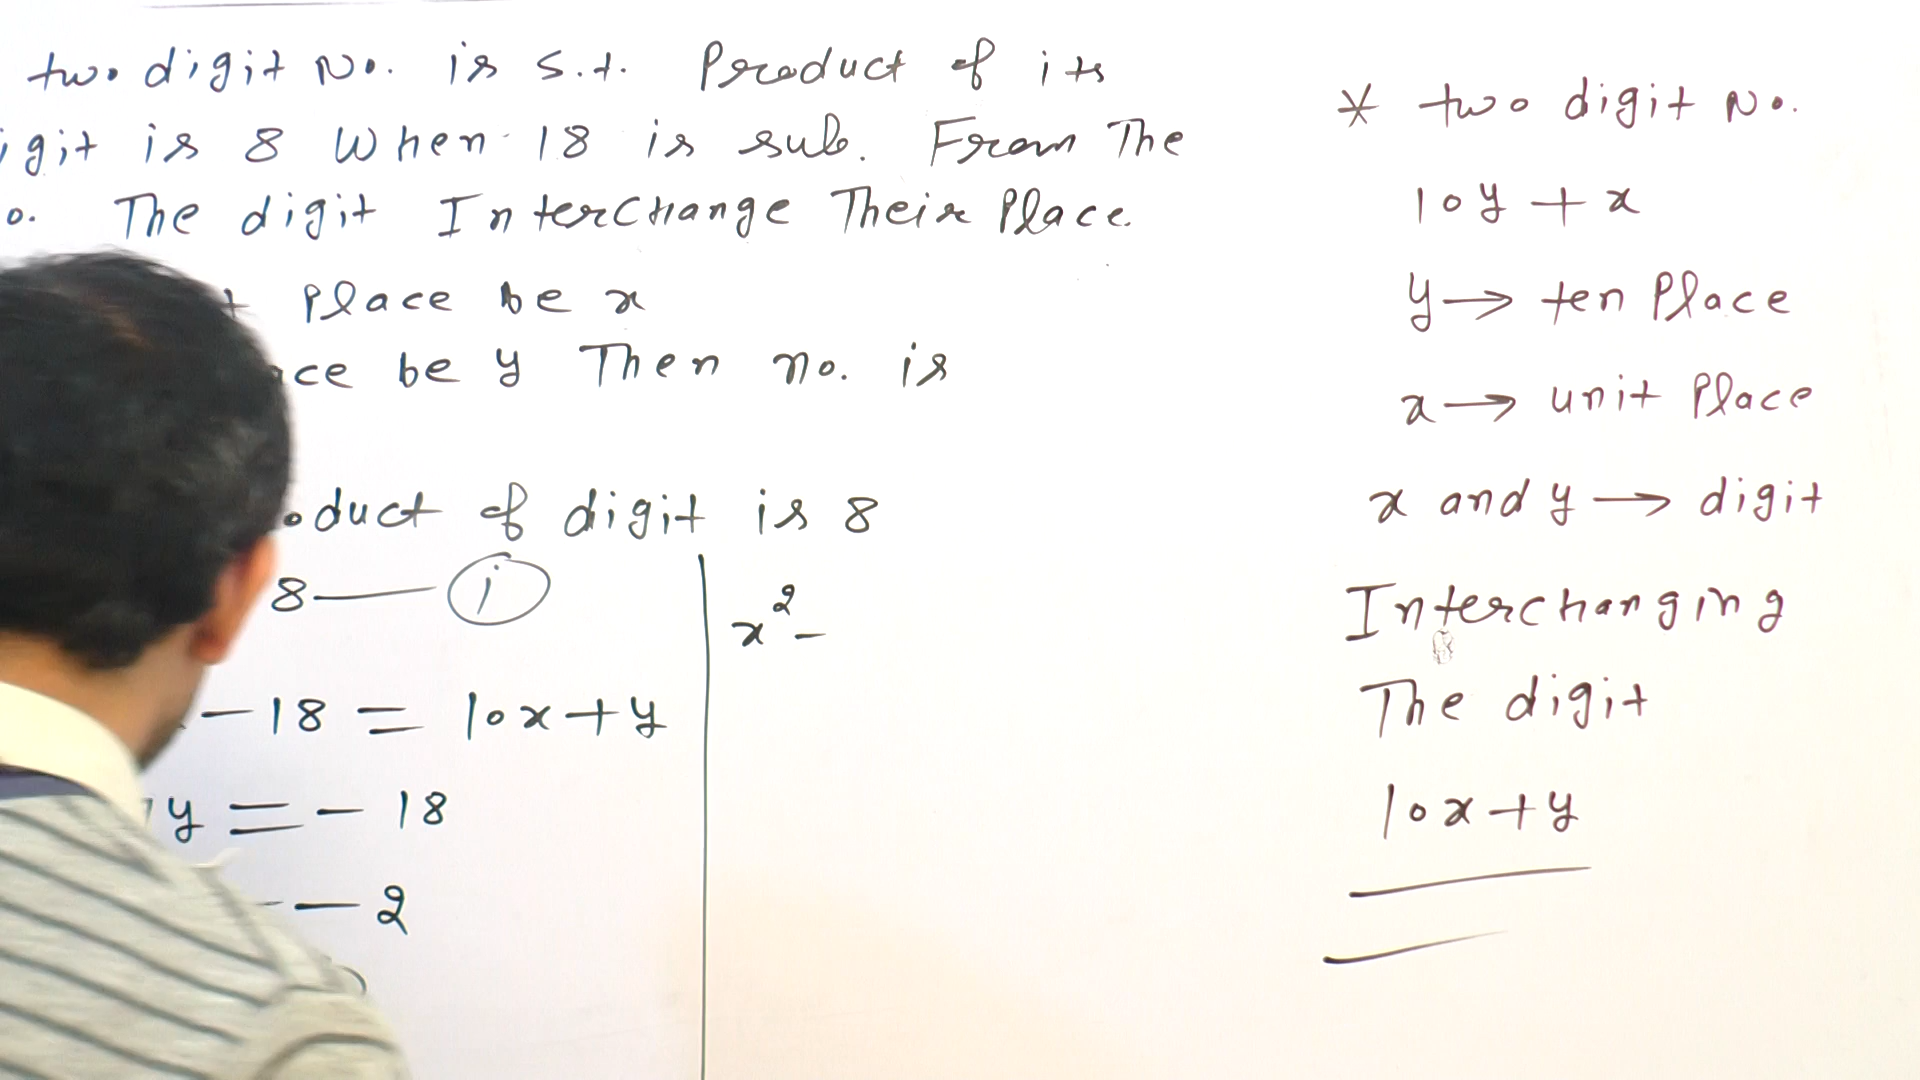 two digit No. is s.t. Product of its
igit is 8 When 18 is sub. From The
o. The digit InterChange Their Place.
t Place be x
ce be y Then no. is
oduct of digit is 8
8 —— (i)
- 18 = 10x + y
y = - 18
- - 2
x² -
* two digit No.
10y + x
y → ten Place
x → unit Place
x and y → digit
Interchanging
The digit
10x + y